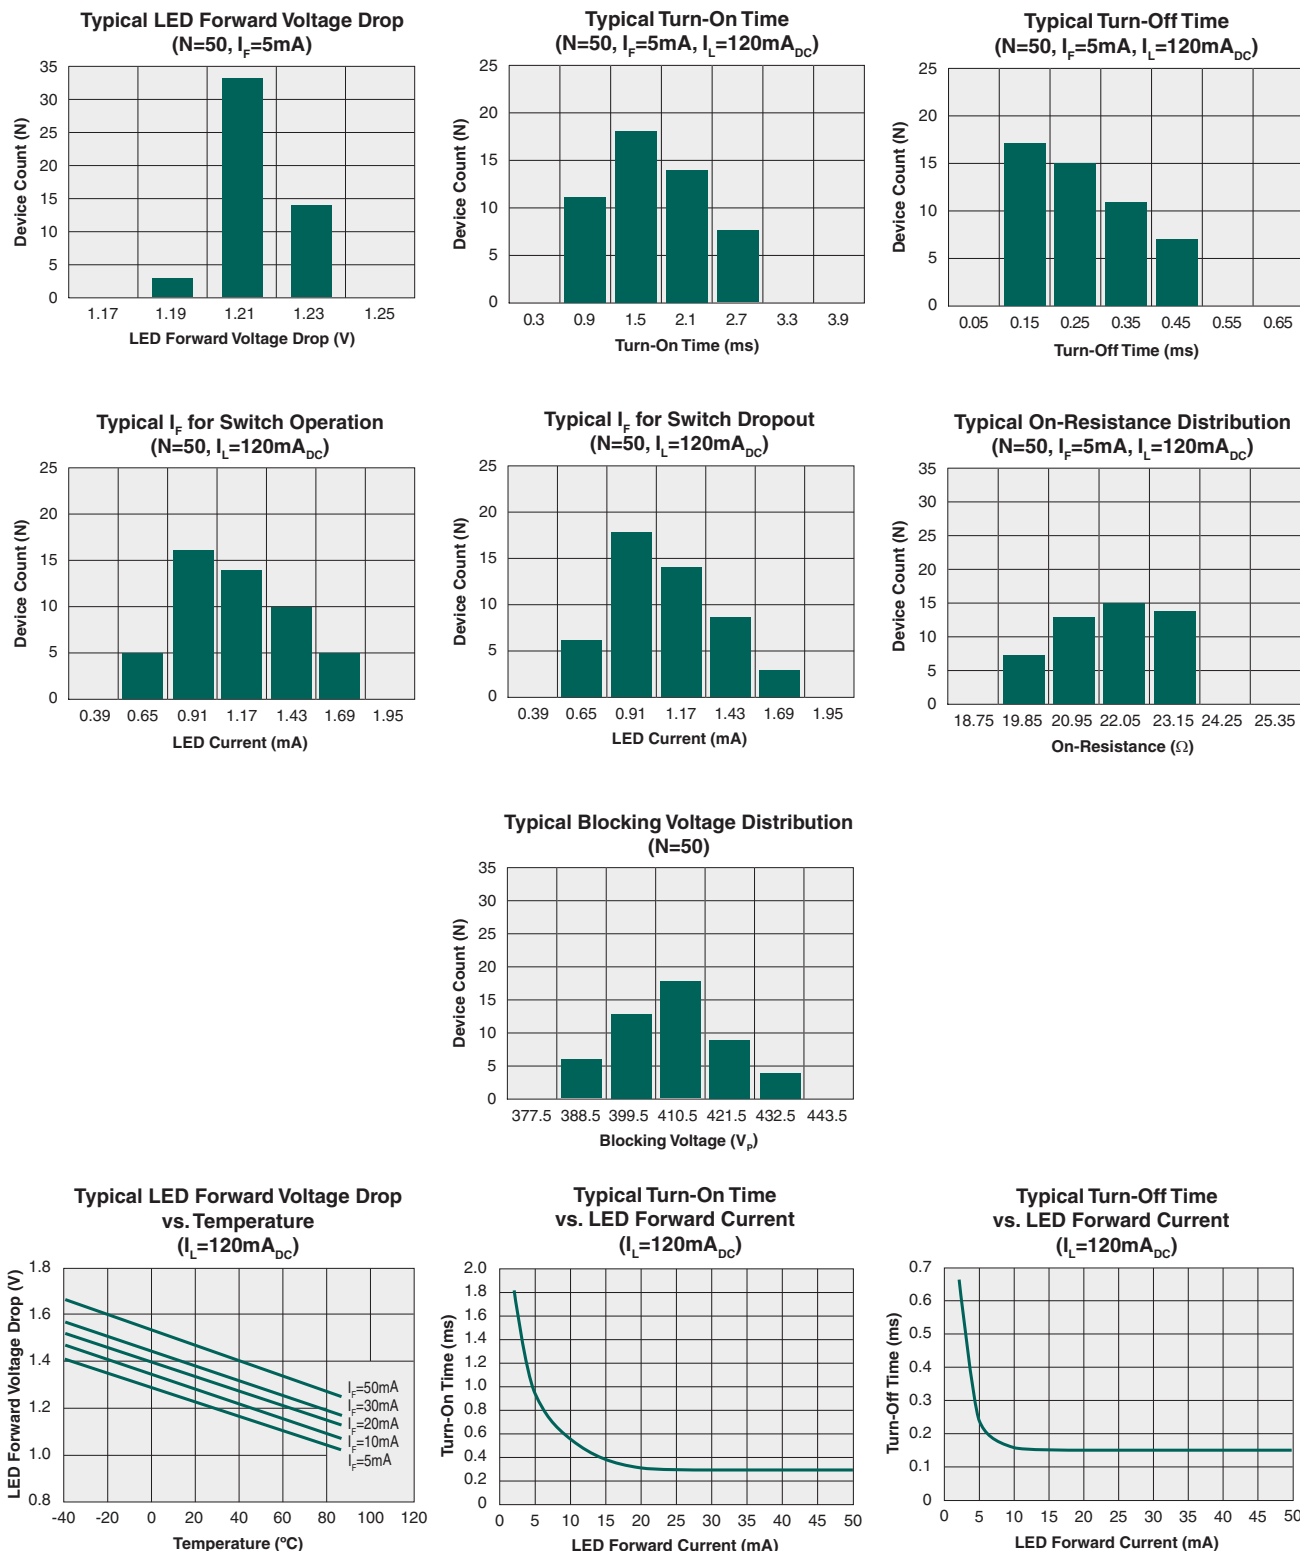 Typical LED Forward Voltage Drop
(N=50, IF=5mA)
35
30
25
20
15
10
5
0
Device Count (N)
1.17 1.19 1.21 1.23 1.25
LED Forward Voltage Drop (V)
Typical Turn-On Time
(N=50, IF=5mA, IL=120mADC)
25
20
15
10
5
0
Device Count (N)
0.3 0.9 1.5 2.1 2.7 3.3 3.9
Turn-On Time (ms)
Typical Turn-Off Time
(N=50, IF=5mA, IL=120mADC)
25
20
15
10
5
0
Device Count (N)
0.05 0.15 0.25 0.35 0.45 0.55 0.65
Turn-Off Time (ms)
Typical IF for Switch Operation
(N=50, IL=120mADC)
25
20
15
10
5
0
Device Count (N)
0.39 0.65 0.91 1.17 1.43 1.69 1.95
LED Current (mA)
Typical IF for Switch Dropout
(N=50, IL=120mADC)
25
20
15
10
5
0
Device Count (N)
0.39 0.65 0.91 1.17 1.43 1.69 1.95
LED Current (mA)
Typical On-Resistance Distribution
(N=50, IF=5mA, IL=120mADC)
35
30
25
20
15
10
5
0
Device Count (N)
18.75 19.85 20.95 22.05 23.15 24.25 25.35
On-Resistance (Ω)
Typical Blocking Voltage Distribution
(N=50)
35
30
25
20
15
10
5
0
Device Count (N)
377.5 388.5 399.5 410.5 421.5 432.5 443.5
Blocking Voltage (VP)
Typical LED Forward Voltage Drop
vs. Temperature
(IL=120mADC)
1.8
1.6
1.4
1.2
1.0
0.8
LED Forward Voltage Drop (V)
IF=50mA
IF=30mA
IF=20mA
IF=10mA
IF=5mA
-40 -20 0 20 40 60 80 100 120
Temperature (ºC)
Typical Turn-On Time
vs. LED Forward Current
(IL=120mADC)
2.0
1.8
1.6
1.4
1.2
1.0
0.8
0.6
0.4
0.2
0
Turn-On Time (ms)
0 5 10 15 20 25 30 35 40 45 50
LED Forward Current (mA)
Typical Turn-Off Time
vs. LED Forward Current
(IL=120mADC)
0.7
0.6
0.5
0.4
0.3
0.2
0.1
0
Turn-Off Time (ms)
0 5 10 15 20 25 30 35 40 45 50
LED Forward Current (mA)